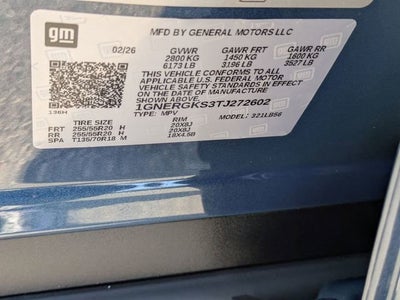 gm
MFD BY GENERAL MOTORS LLC
02/26 GVWR GAWR FRT GAWR RR
2800 KG 1450 KG 1600 KG
6173 LB 3196 LB 3527 LB
THIS VEHICLE CONFORMS TO ALL
APPLICABLE U.S. FEDERAL MOTOR
VEHICLE SAFETY STANDARDS IN EFFECT
ON THE DATE OF MANUFACTURE SHOWN ABOVE.
1GNERGKS3TJ272602
TYPE: MPV MODEL: 321LB56
TIRE SIZE RIM
FRT 255/55R20 H 20X8J
RR 255/55R20 H 20X8J
SPA T135/70R18 M 18X4.5B